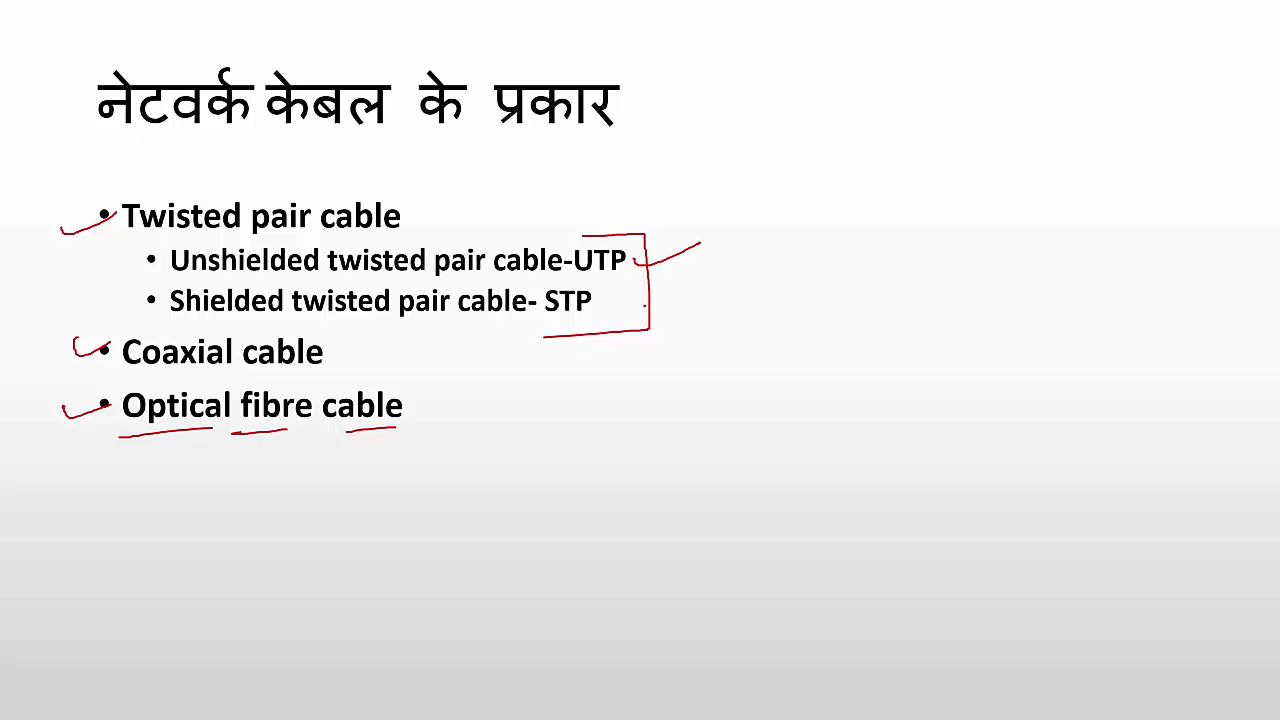 नेटवर्क केबल के प्रकार
• Twisted pair cable
• Unshielded twisted pair cable-UTP
• Shielded twisted pair cable- STP
• Coaxial cable
• Optical fibre cable